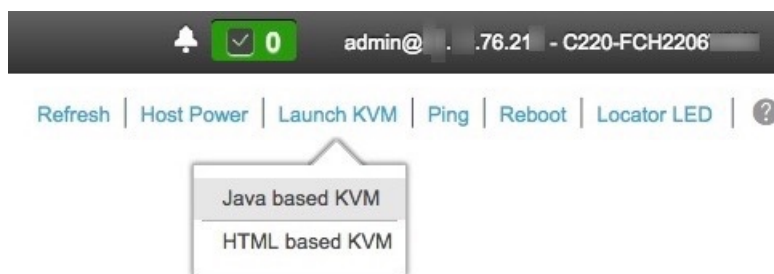 0 admin@ . .76.21 - C220-FCH2206
Refresh | Host Power | Launch KVM | Ping | Reboot | Locator LED | ?
Java based KVM
HTML based KVM